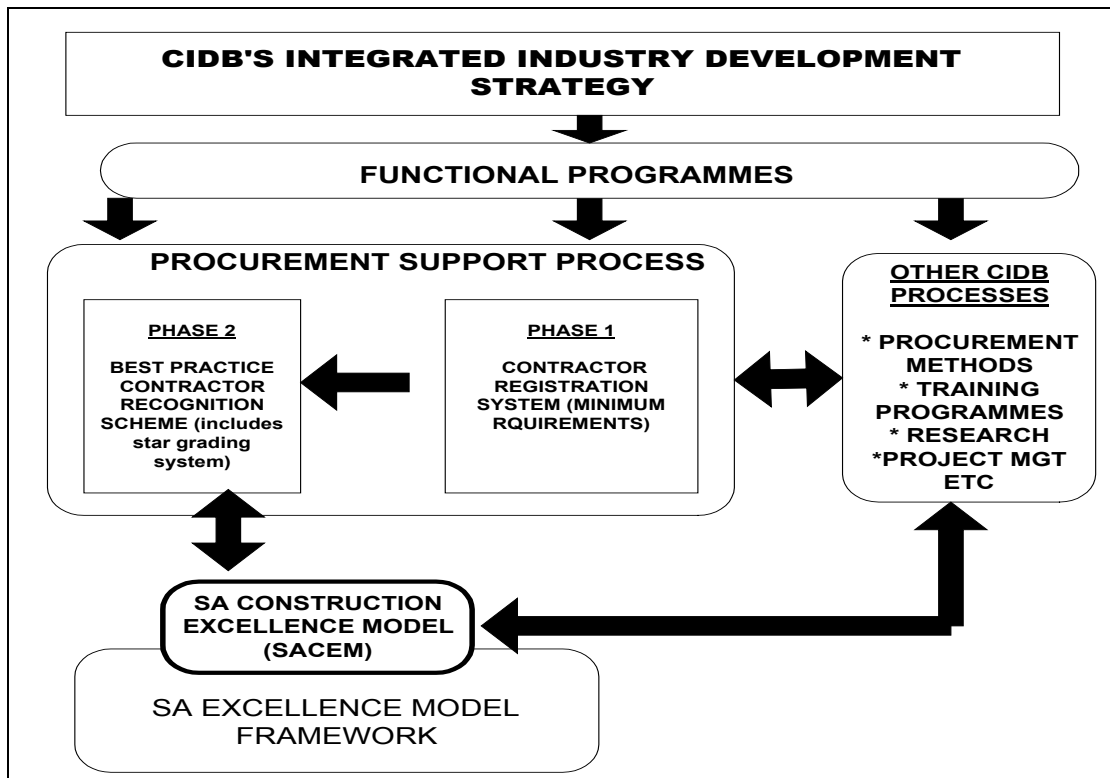 CIDB'S INTEGRATED INDUSTRY DEVELOPMENT
STRATEGY
FUNCTIONAL PROGRAMMES
PROCUREMENT SUPPORT PROCESS
PHASE 2
BEST PRACTICE
CONTRACTOR
RECOGNITION
SCHEME (includes
star grading
system)
PHASE 1
CONTRACTOR
REGISTRATION
SYSTEM (MINIMUM
RQUIREMENTS)
OTHER CIDB
PROCESSES
* PROCUREMENT
METHODS
* TRAINING
PROGRAMMES
* RESEARCH
*PROJECT MGT
ETC
SA CONSTRUCTION
EXCELLENCE MODEL
(SACEM)
SA EXCELLENCE MODEL
FRAMEWORK